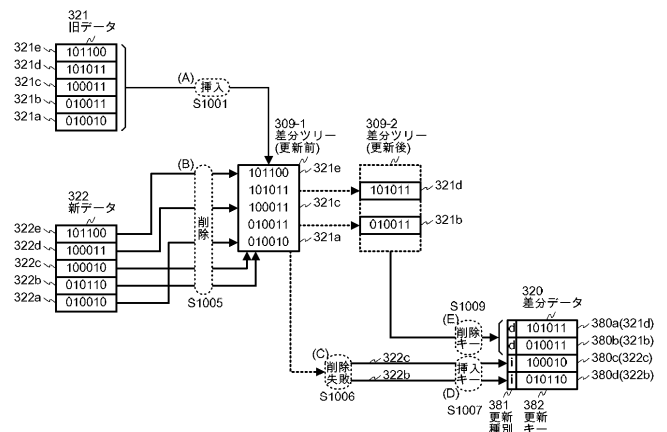 321
旧データ
321e 101100
321d 101011
321c 100011
321b 010011
321a 010010
(A) 挿入
S1001
309-1
差分ツリー
(更新前)
101100 321e
101011
100011 321c
010011
010010 321a
309-2
差分ツリー
(更新後)
101011 321d
010011 321b
(B)
削除
S1005
322
新データ
322e 101100
322d 100011
322c 100010
322b 010110
322a 010010
(C)
削除
失敗
S1006
322c
322b
S1009
(E)
削除
キー
挿入
キー
(D)
S1007
320
差分データ
d 101011 380a(321d)
d 010011 380b(321b)
i 100010 380c(322c)
i 010110 380d(322b)
381
更新
種別
382
更新
キー